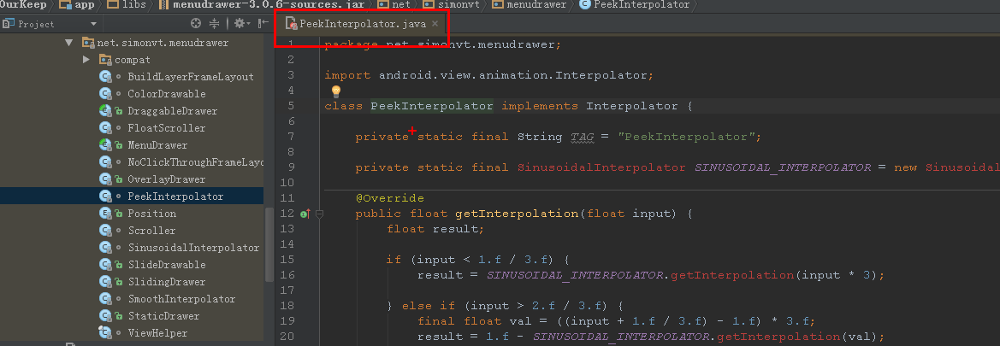 OurKeep app libs menudrawer-3.0.6-sources.jar net simonvt menudrawer PeekInterpolator
Project
net.simonvt.menudrawer
compat
BuildLayerFrameLayout
ColorDrawable
DraggableDrawer
FloatScroller
MenuDrawer
NoClickThroughFrameLayo
OverlayDrawer
PeekInterpolator
Position
Scroller
SinusoidalInterpolator
SlideDrawable
SlidingDrawer
SmoothInterpolator
StaticDrawer
ViewHelper
PeekInterpolator.java
1 package net.simonvt.menudrawer;
2
3 import android.view.animation.Interpolator;
4
5 class PeekInterpolator implements Interpolator {
6
7 private static final String TAG = "PeekInterpolator";
8
9 private static final SinusoidalInterpolator SINUSOIDAL_INTERPOLATOR = new Sinusoidal
10
11 @Override
12 public float getInterpolation(float input) {
13 float result;
14
15 if (input < 1.f / 3.f) {
16 result = SINUSOIDAL_INTERPOLATOR.getInterpolation(input * 3);
17
18 } else if (input > 2.f / 3.f) {
19 final float val = ((input + 1.f / 3.f) - 1.f) * 3.f;
20 result = 1.f - SINUSOIDAL_INTERPOLATOR.getInterpolation(val);